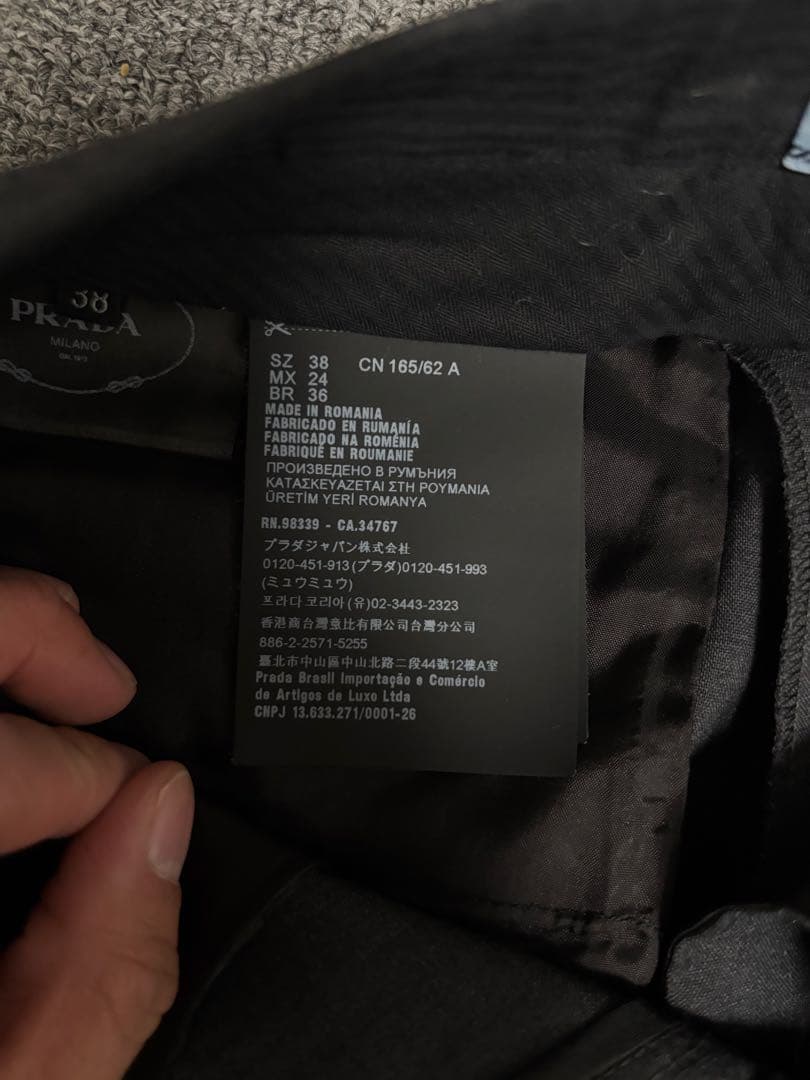 38
PRADA
MILANO
SZ 38 CN 165/62 A
MX 24
BR 36
MADE IN ROMANIA
FABRICADO EN RUMANÍA
FABRICADO NA ROMÉNIA
FABRIQUÉ EN ROUMANIE
ПРОИЗВЕДЕНО В РУМЪНИЯ
ΚΑΤΑΣΚΕΥΑΖΕΤΑΙ ΣΤΗ ΡΟΥΜΑΝΙΑ
ÜRETİM YERİ ROMANYA
RN.98339 - CA.34767
プラダジャパン株式会社
0120-451-913(プラダ)0120-451-993
(ミュウミュウ)
프라다 코리아(유)02-3443-2323
香港商台灣童比有限公司台灣分公司
886-2-2571-5255
臺北市中山區中山北路二段44號12樓A室
Prada Brasil Importação e Comércio
de Artigos de Luxo Ltda
CNPJ 13.633.271/0001-26